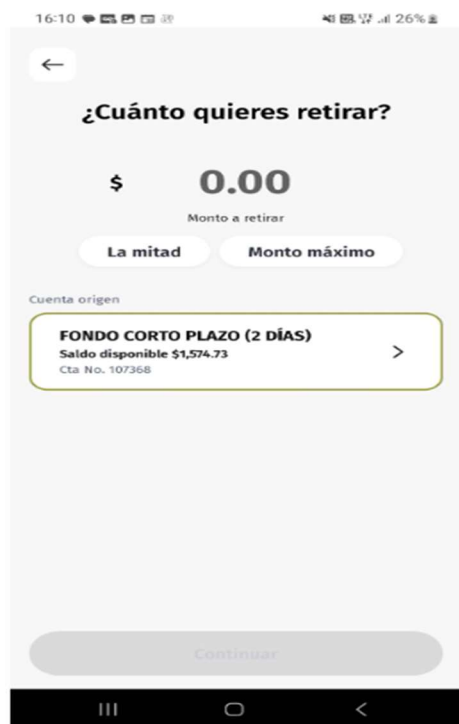 16:10
26%
¿Cuánto quieres retirar?
$ 0.00
Monto a retirar
La mitad Monto máximo
Cuenta origen
FONDO CORTO PLAZO (2 DÍAS)
Saldo disponible $1,574.73
Cta No. 107368
Continuar